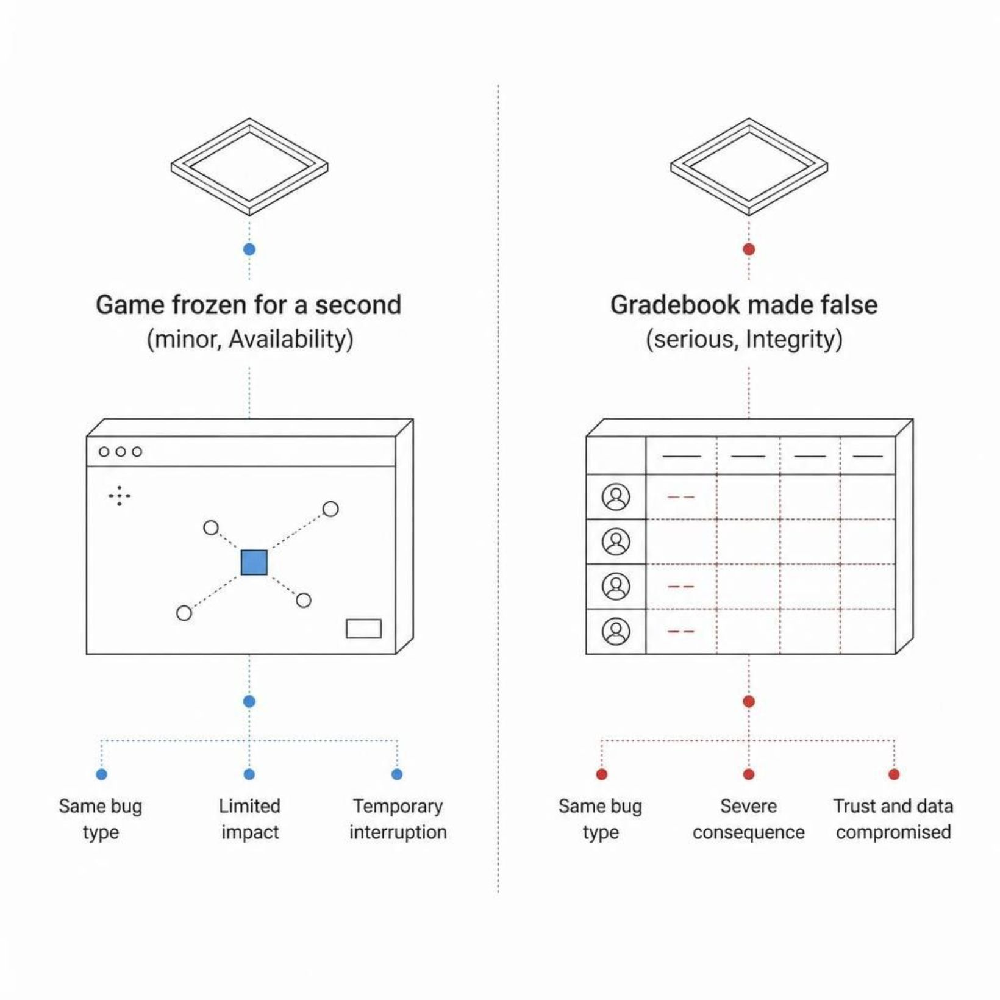 Game frozen for a second
(minor, Availability)
Same bug
type
Limited
impact
Temporary
interruption
Gradebook made false
(serious, Integrity)
Same bug
type
Severe
consequence
Trust and data
compromised